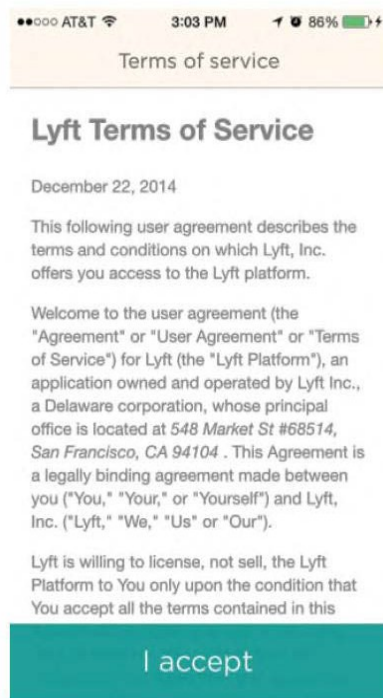 AT&T 3:03 PM 86%
Terms of service
Lyft Terms of Service
December 22, 2014
This following user agreement describes the
terms and conditions on which Lyft, Inc.
offers you access to the Lyft platform.
Welcome to the user agreement (the
"Agreement" or "User Agreement" or "Terms
of Service") for Lyft (the "Lyft Platform"), an
application owned and operated by Lyft Inc.,
a Delaware corporation, whose principal
office is located at 548 Market St #68514,
San Francisco, CA 94104 . This Agreement is
a legally binding agreement made between
you ("You," "Your," or "Yourself") and Lyft,
Inc. ("Lyft," "We," "Us" or "Our").
Lyft is willing to license, not sell, the Lyft
Platform to You only upon the condition that
You accept all the terms contained in this
I accept